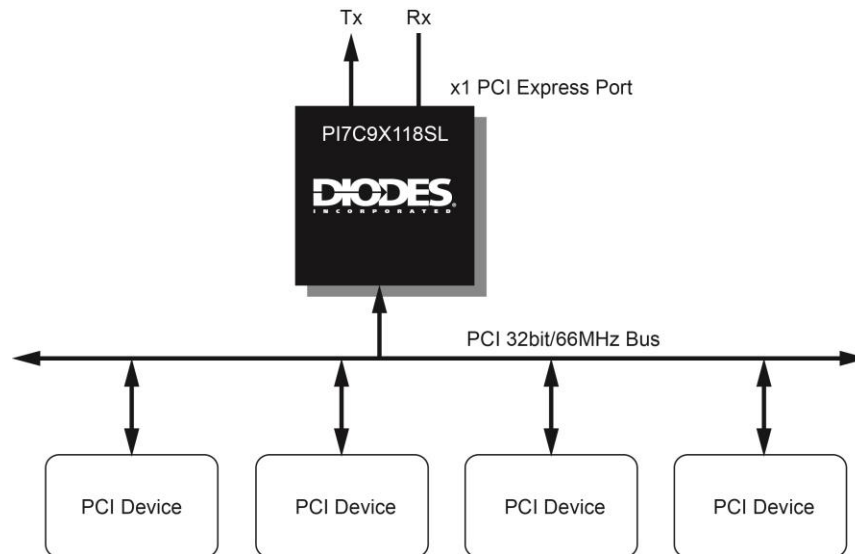 Tx Rx
x1 PCI Express Port
PI7C9X118SL
DIODES®
INCORPORATED
PCI 32bit/66MHz Bus
PCI Device PCI Device PCI Device PCI Device